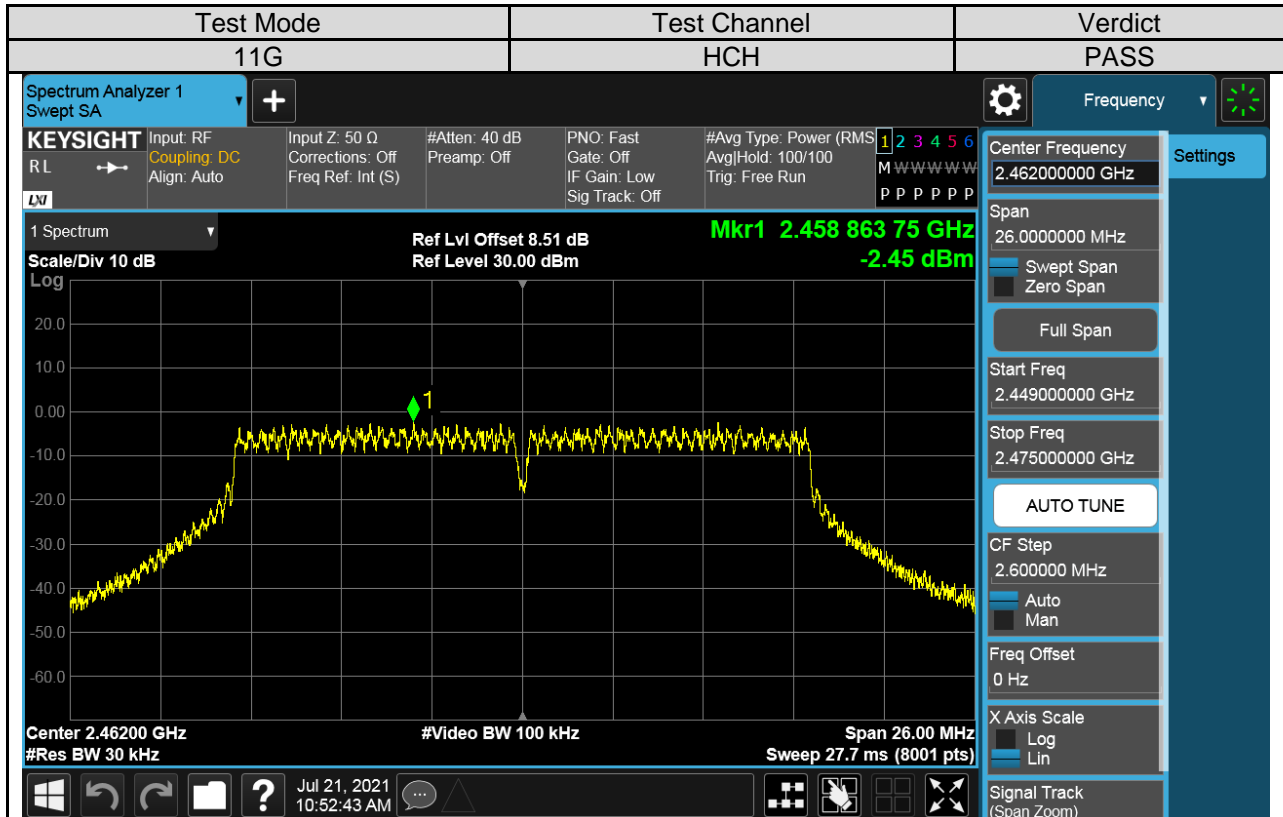 Test Mode Test Channel Verdict
11G HCH PASS
Spectrum Analyzer 1
Swept SA
+
Frequency
KEYSIGHT
RL
LXI
Input: RF
Coupling: DC
Align: Auto
Input Z: 50 Ω
Corrections: Off
Freq Ref: Int (S)
#Atten: 40 dB
Preamp: Off
PNO: Fast
Gate: Off
IF Gain: Low
Sig Track: Off
#Avg Type: Power (RMS
Avg|Hold: 100/100
Trig: Free Run
1 2 3 4 5 6
M W W W W W
P P P P P P
1 Spectrum
Scale/Div 10 dB
Log
Ref Lvl Offset 8.51 dB
Ref Level 30.00 dBm
Mkr1 2.458 863 75 GHz
-2.45 dBm
20.0
10.0
0.00
-10.0
-20.0
-30.0
-40.0
-50.0
-60.0
1
Center 2.46200 GHz
#Res BW 30 kHz
#Video BW 100 kHz
Span 26.00 MHz
Sweep 27.7 ms (8001 pts)
Center Frequency
2.462000000 GHz
Settings
Span
26.0000000 MHz
Swept Span
Zero Span
Full Span
Start Freq
2.449000000 GHz
Stop Freq
2.475000000 GHz
AUTO TUNE
CF Step
2.600000 MHz
Auto
Man
Freq Offset
0 Hz
X Axis Scale
Log
Lin
Signal Track
(Span Zoom)
?
Jul 21, 2021
10:52:43 AM